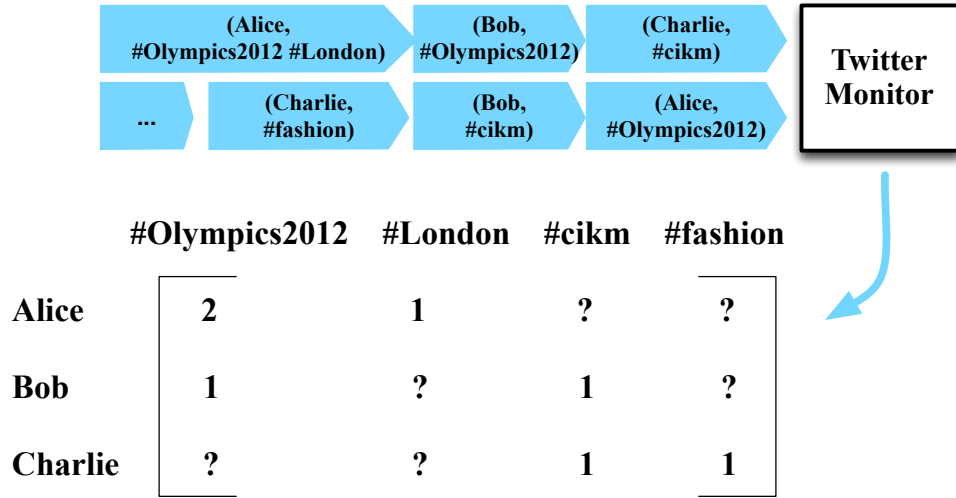 (Alice,
#Olympics2012 #London)
(Bob,
#Olympics2012)
(Charlie,
#cikm)
...
(Charlie,
#fashion)
(Bob,
#cikm)
(Alice,
#Olympics2012)
Twitter
Monitor
#Olympics2012 #London #cikm #fashion
Alice 2 1 ? ?
Bob 1 ? 1 ?
Charlie ? ? 1 1